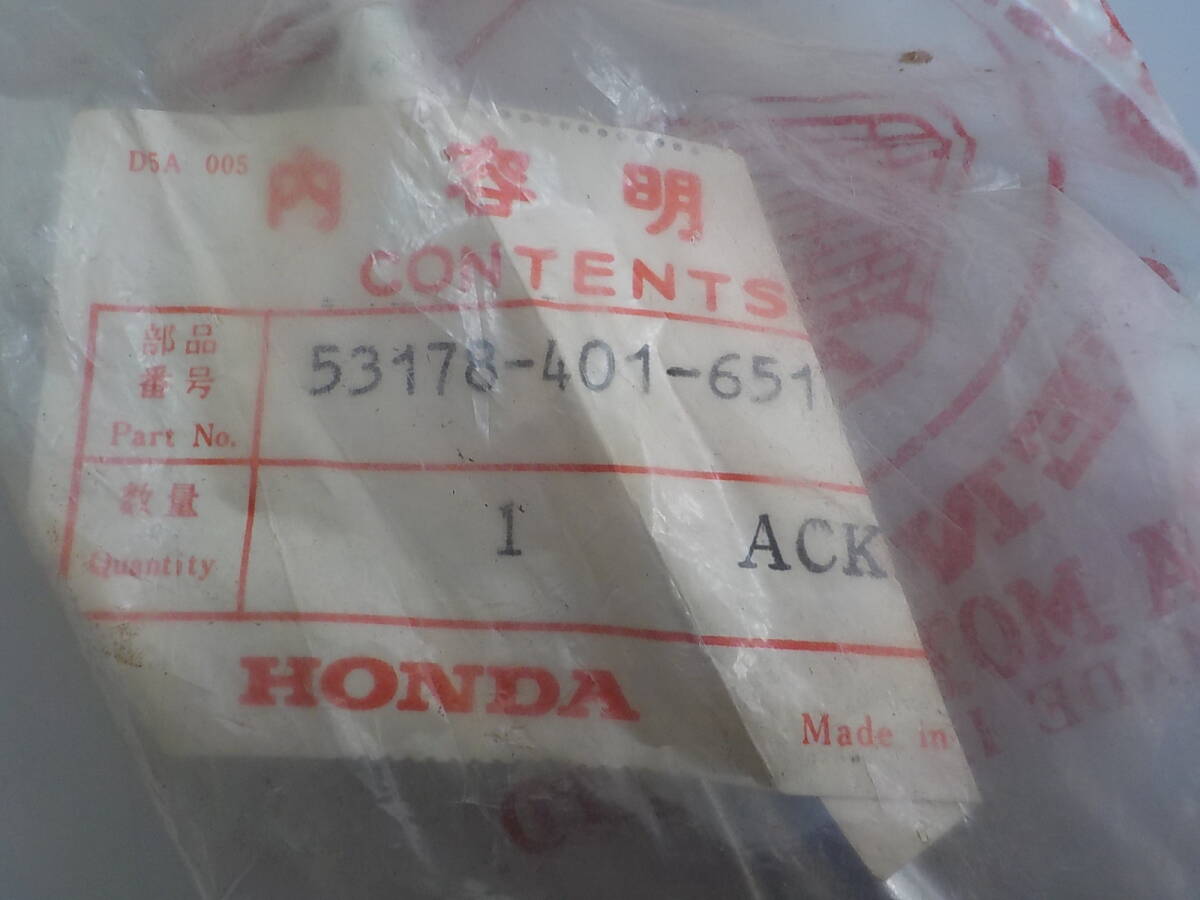 D5A 005
内容明
CONTENTS
部品
番号
Part No.
53178-401-651
数量
Quantity
1
ACK
HONDA
Made in